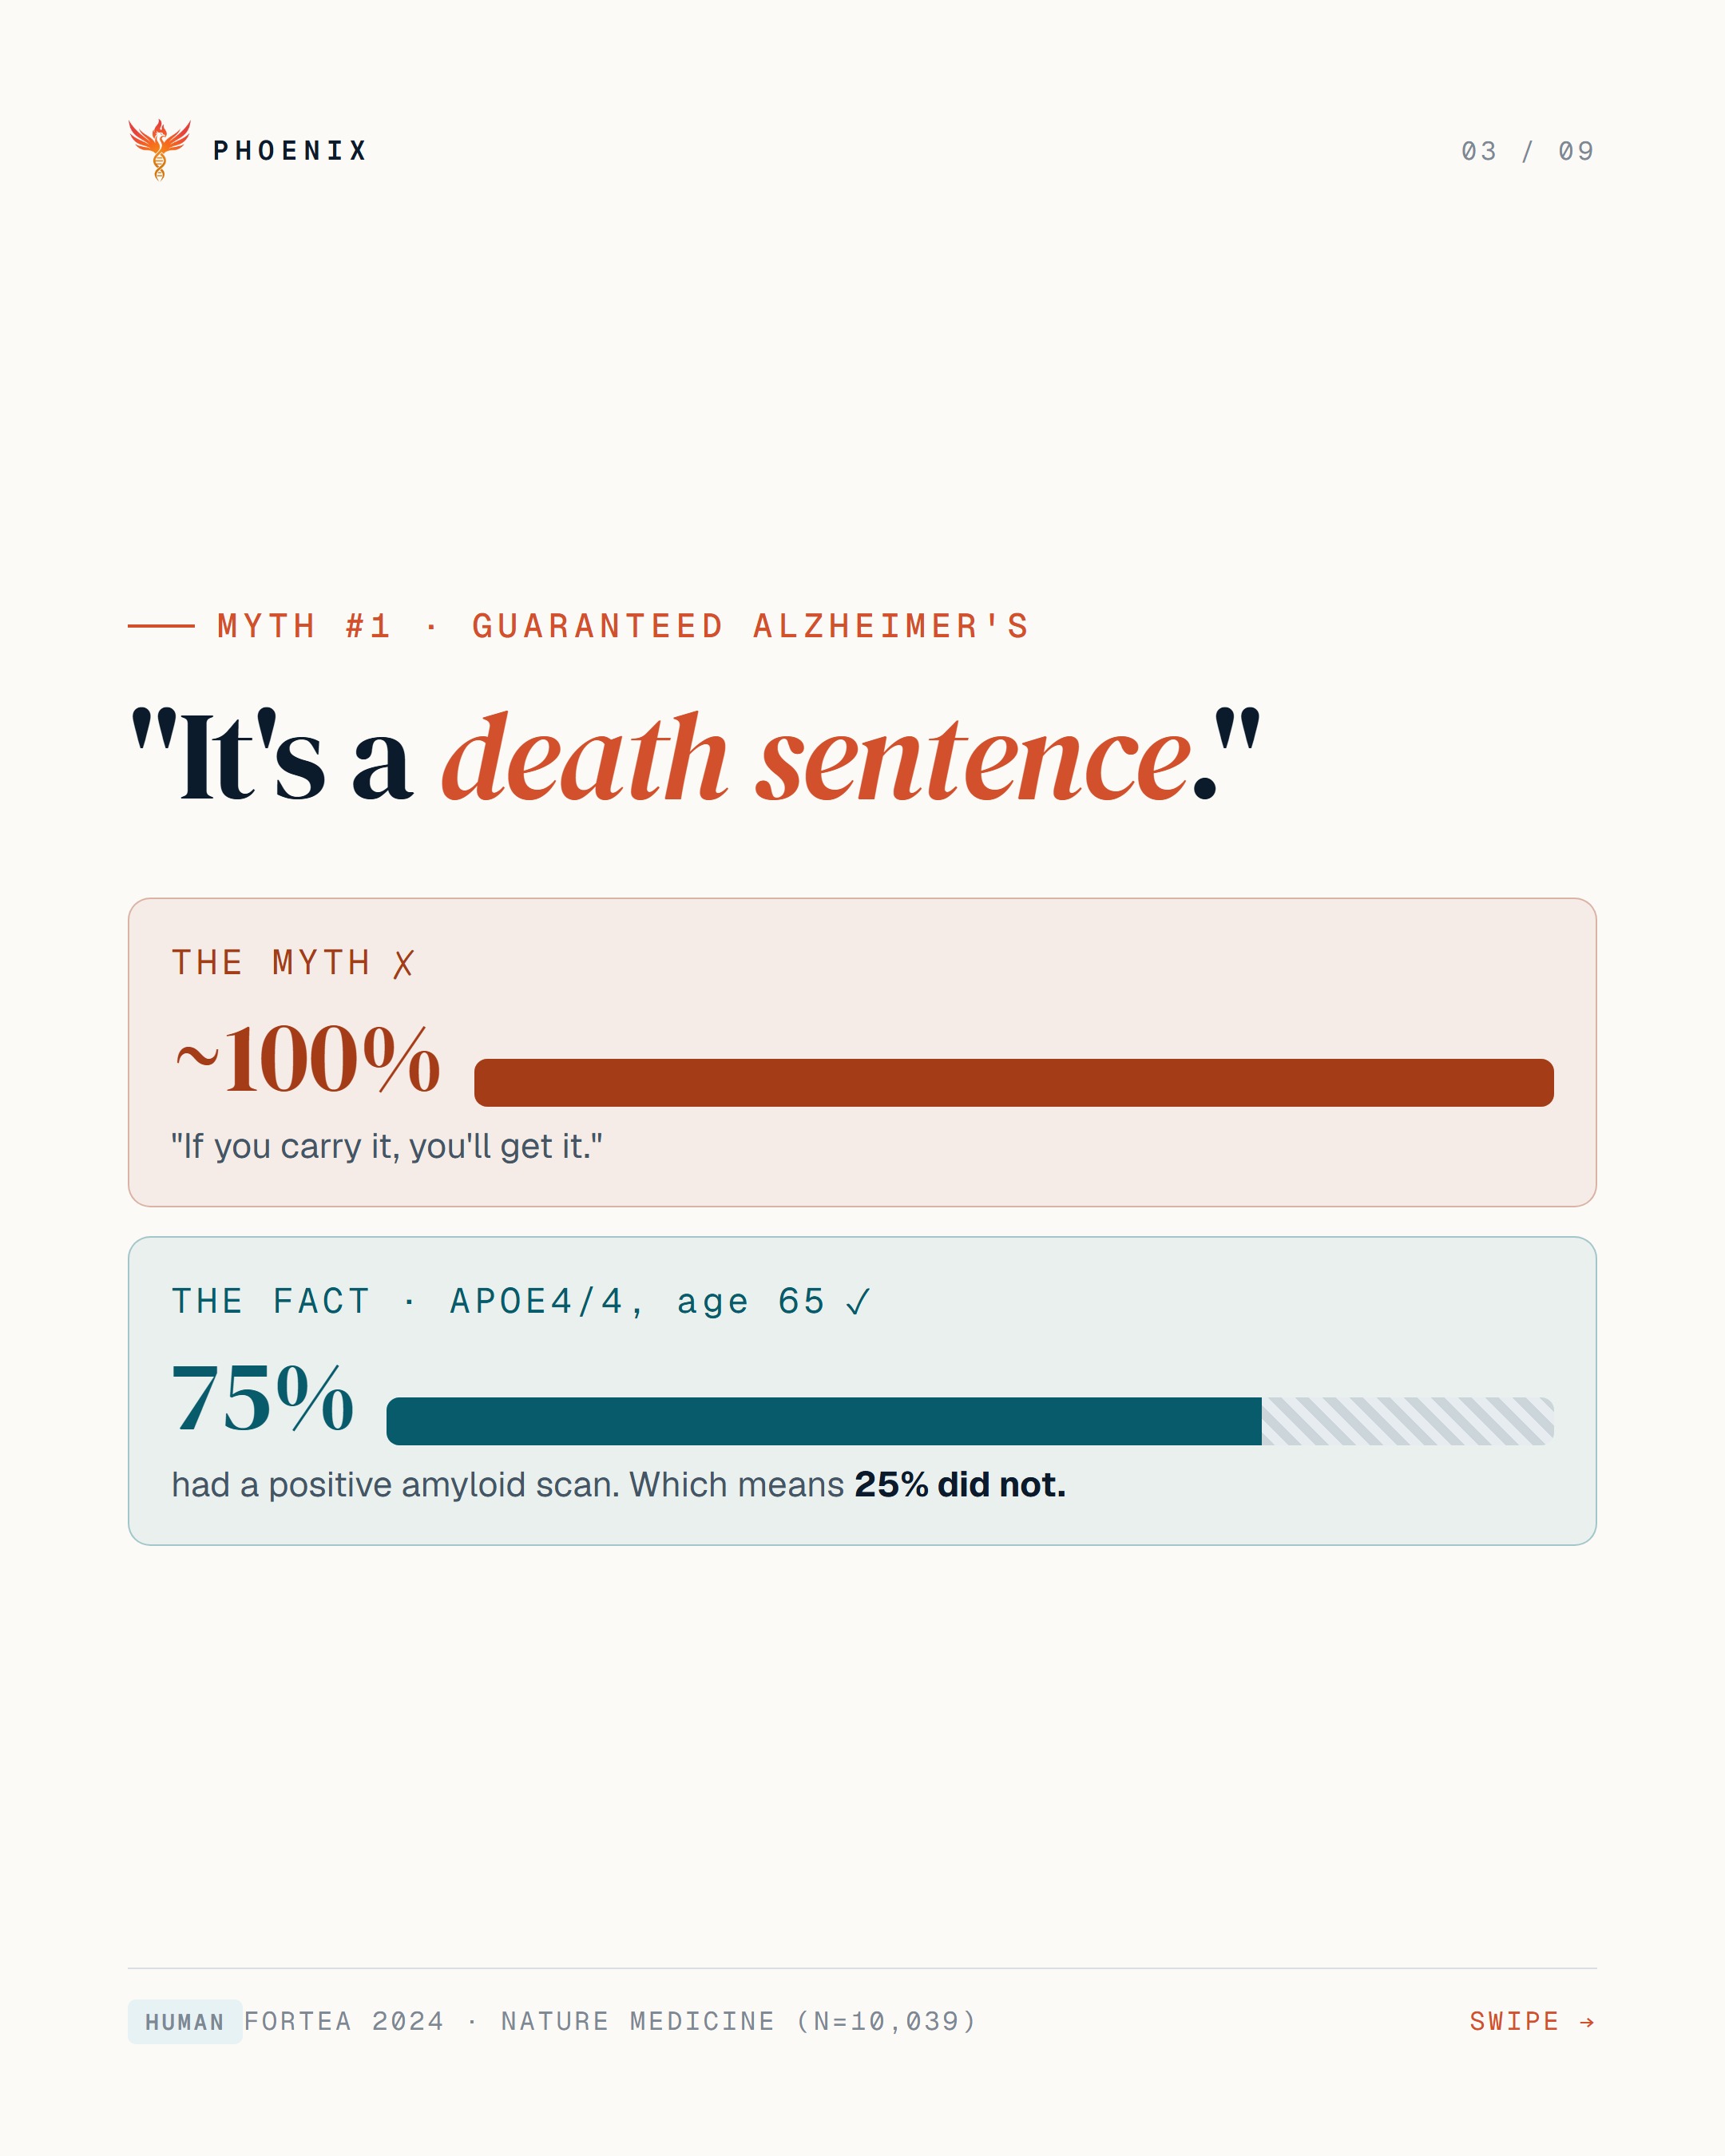 PHOENIX
03 / 09
MYTH #1 · GUARANTEED ALZHEIMER'S
"It's a death sentence."
THE MYTH ✗
~100%
"If you carry it, you'll get it."
THE FACT · APOE4/4, age 65 ✓
75%
had a positive amyloid scan. Which means 25% did not.
HUMAN FORTEA 2024 · NATURE MEDICINE (N=10,039)
SWIPE →